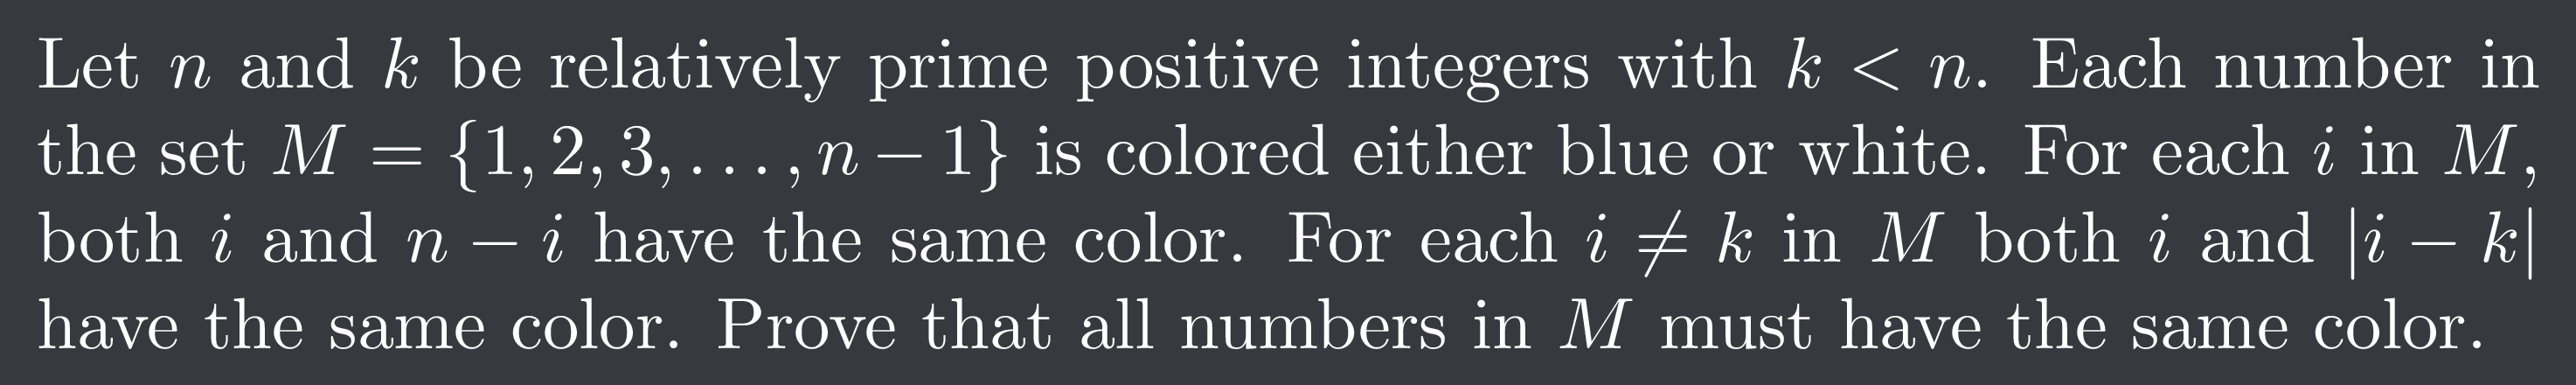 Let n and k be relatively prime positive integers with k < n. Each number in
the set M = {1, 2, 3, . . . , n − 1} is colored either blue or white. For each i in M,
both i and n − i have the same color. For each i ≠ k in M both i and |i − k|
have the same color. Prove that all numbers in M must have the same color.